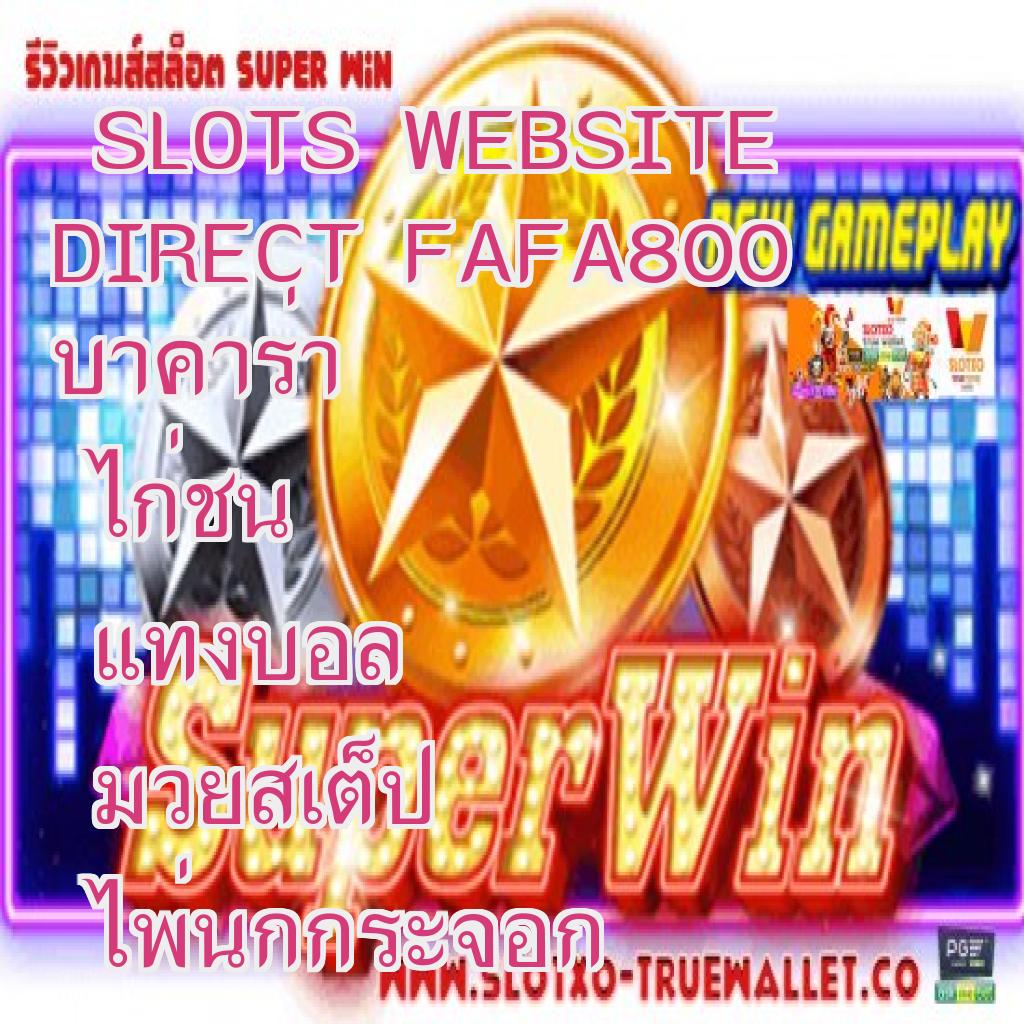 รีวิวเกมส์สล็อต SUPER WIN
SLOTS WEBSITE
DIRECT FAFA800
NEW GAMEPLAY
บาคาร่า
SLOTXO
SLOTXO
ไก่ชน
แทงบอล
SuperWin
มวยสเต็ป
ไพ่นกกระจอก
WWW.SLOTXO-TRUEWALLET.CO